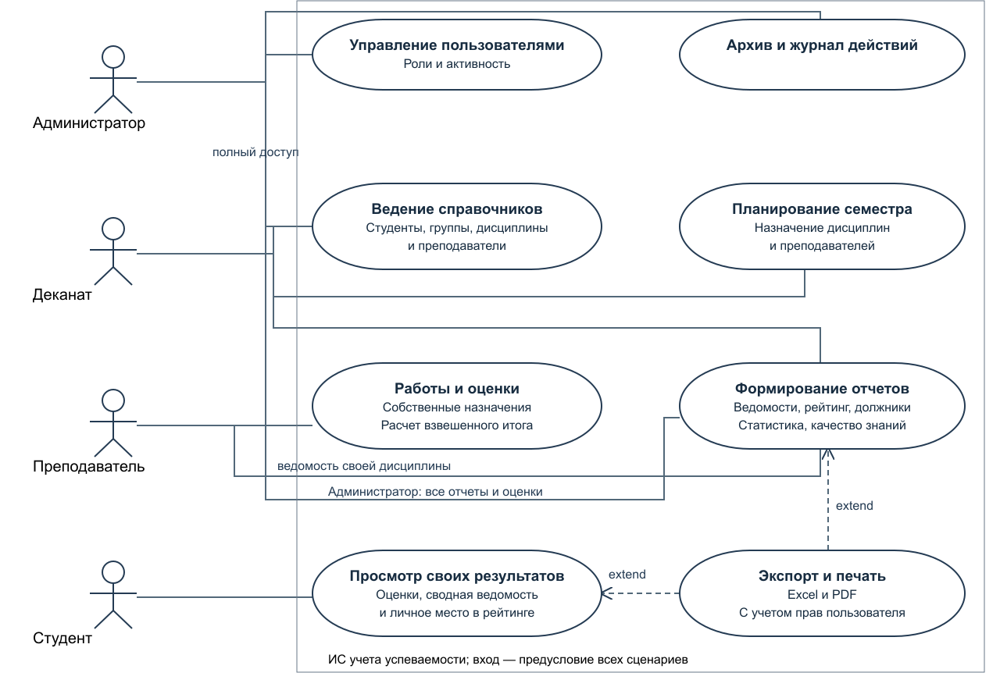 Управление пользователями
Роли и активность
Архив и журнал действий
Администратор
полный доступ
Ведение справочников
Студенты, группы, дисциплины
и преподаватели
Планирование семестра
Назначение дисциплин
и преподавателей
Деканат
Работы и оценки
Собственные назначения
Расчет взвешенного итога
Формирование отчетов
Ведомости, рейтинг, должники
Статистика, качество знаний
Преподаватель
ведомость своей дисциплины
Администратор: все отчеты и оценки
extend
Просмотр своих результатов
Оценки, сводная ведомость
и личное место в рейтинге
extend
Экспорт и печать
Excel и PDF
С учетом прав пользователя
Студент
ИС учета успеваемости; вход — предусловие всех сценариев